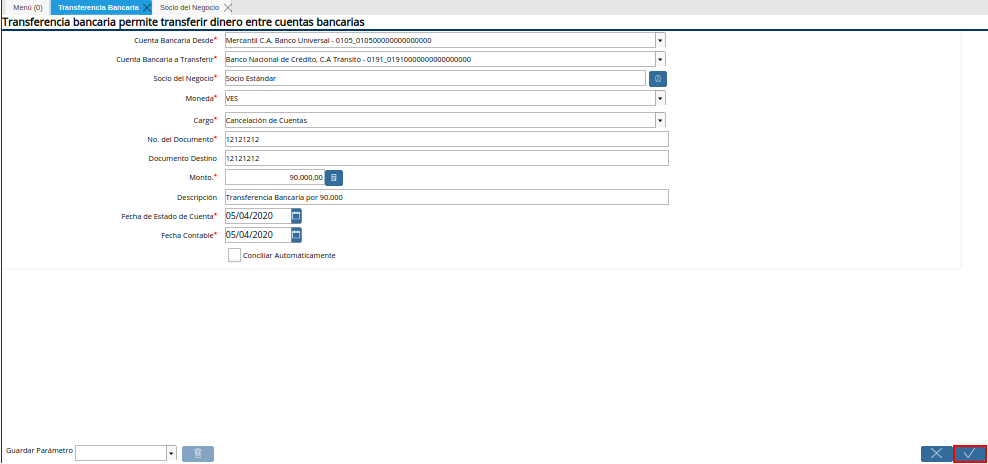 Menú (0) Transferencia Bancaria Socio del Negocio
Transferencia bancaria permite transferir dinero entre cuentas bancarias
Cuenta Bancaria Desde* Mercantil C.A. Banco Universal - 0105_010500000000000000
Cuenta Bancaria a Transferir* Banco Nacional de Crédito, C.A Tránsito - 0191_01910000000000000000
Socio del Negocio* Socio Estándar
Moneda* VES
Cargo* Cancelación de Cuentas
No. del Documento* 12121212
Documento Destino 12121212
Monto.* 90.000,00
Descripción Transferencia Bancaria por 90.000
Fecha de Estado de Cuenta* 05/04/2020
Fecha Contable* 05/04/2020
Conciliar Automáticamente
Guardar Parámetro